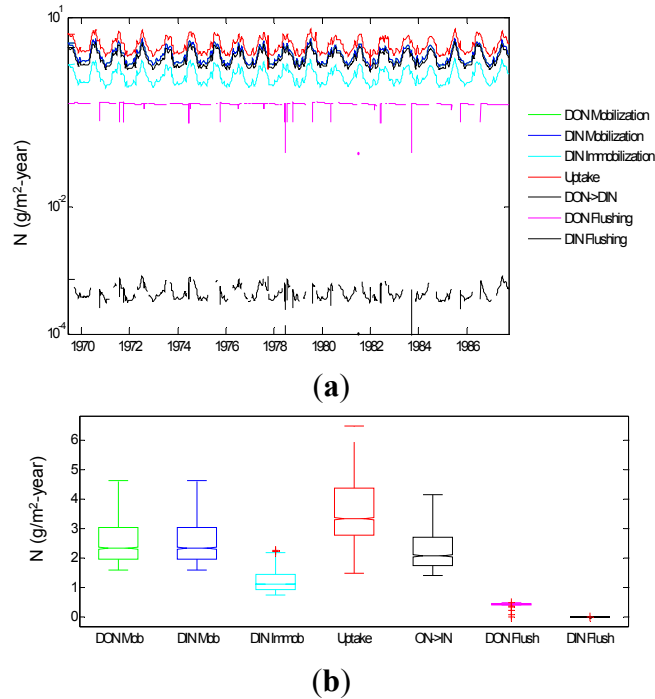 10^1
10^-2
10^-4
N (g/m²-year)
1970 1972 1974 1976 1978 1980 1982 1984 1986
DON Mobilization
DIN Mobilization
DIN Immobilization
Uptake
DON->DIN
DON Flushing
DIN Flushing
(a)
N (g/m²-year)
6
5
4
3
2
1
0
DON Mob DIN Mob DIN Immob Uptake ON->IN DON Flush DIN Flush
(b)